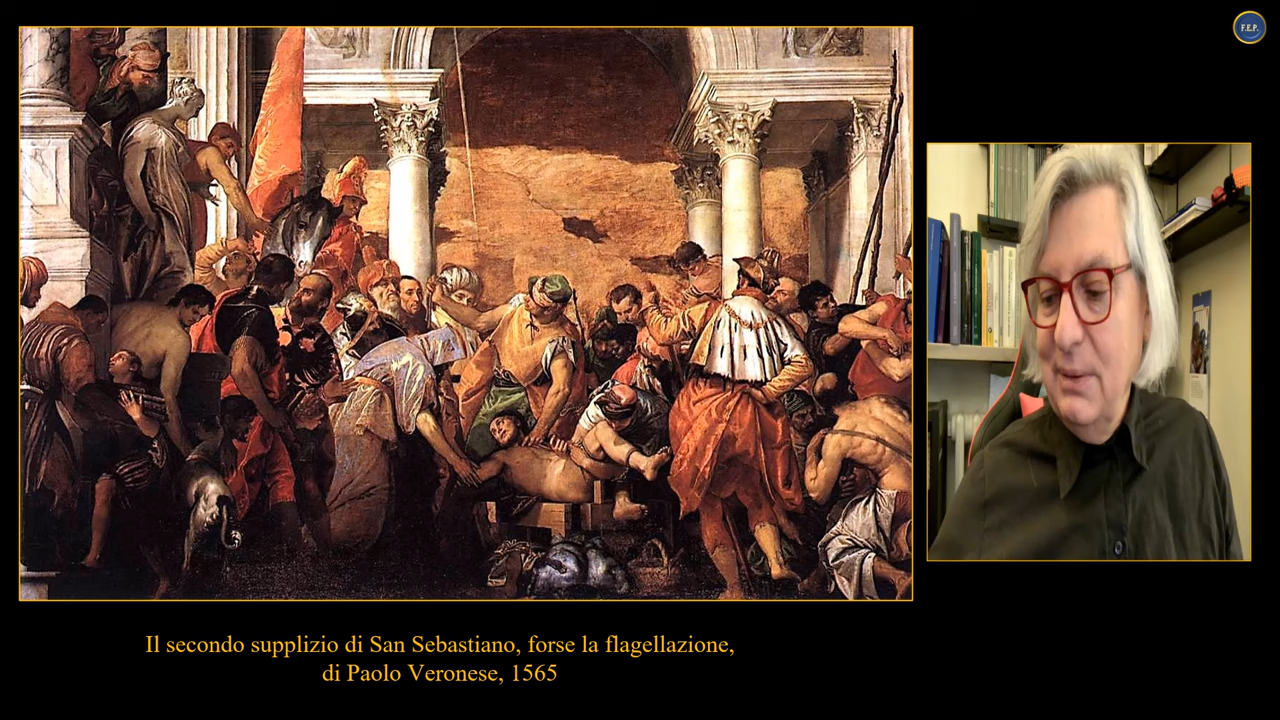 F.E.P.
Il secondo supplizio di San Sebastiano, forse la flagellazione,
di Paolo Veronese, 1565